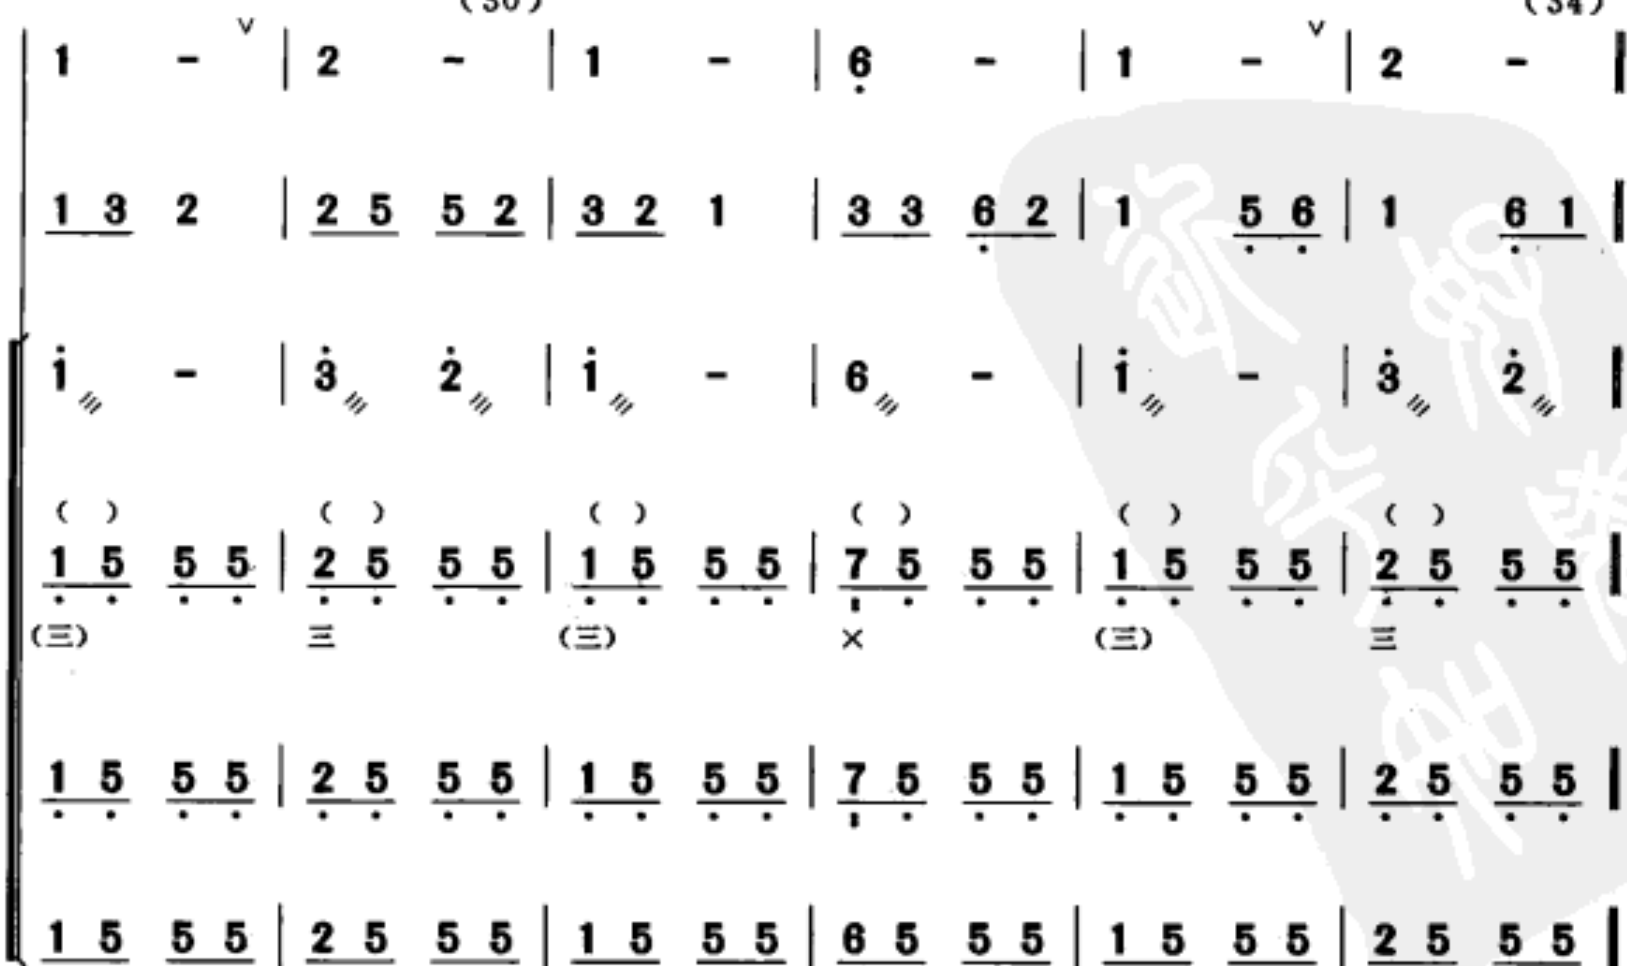 (30) (34)
1 - ∨ | 2 - | 1 - | 6̣ - | 1 - ∨ | 2 -
1 3 2 | 2 5 5 2 | 3 2 1 | 3 3 6̣ 2 | 1 5̣ 6̣ | 1 6̣ 1
1̇ - | 3̇ 2̇ | 1̇ - | 6 - | 1̇ - | 3̇ 2̇
( ) ( ) ( ) ( ) ( ) ( )
1̣ 5̣ 5̣ 5̣ | 2̣ 5̣ 5̣ 5̣ | 1̣ 5̣ 5̣ 5̣ | 7̣̣ 5̣ 5̣ 5̣ | 1̣ 5̣ 5̣ 5̣ | 2̣ 5̣ 5̣ 5̣
(三) 三 (三) × (三) 三
1̣ 5̣ 5̣ 5̣ | 2̣ 5̣ 5̣ 5̣ | 1̣ 5̣ 5̣ 5̣ | 7̣̣ 5̣ 5̣ 5̣ | 1̣ 5̣ 5̣ 5̣ | 2̣ 5̣ 5̣ 5̣
1 5 5 5 | 2 5 5 5 | 1 5 5 5 | 6 5 5 5 | 1 5 5 5 | 2 5 5 5